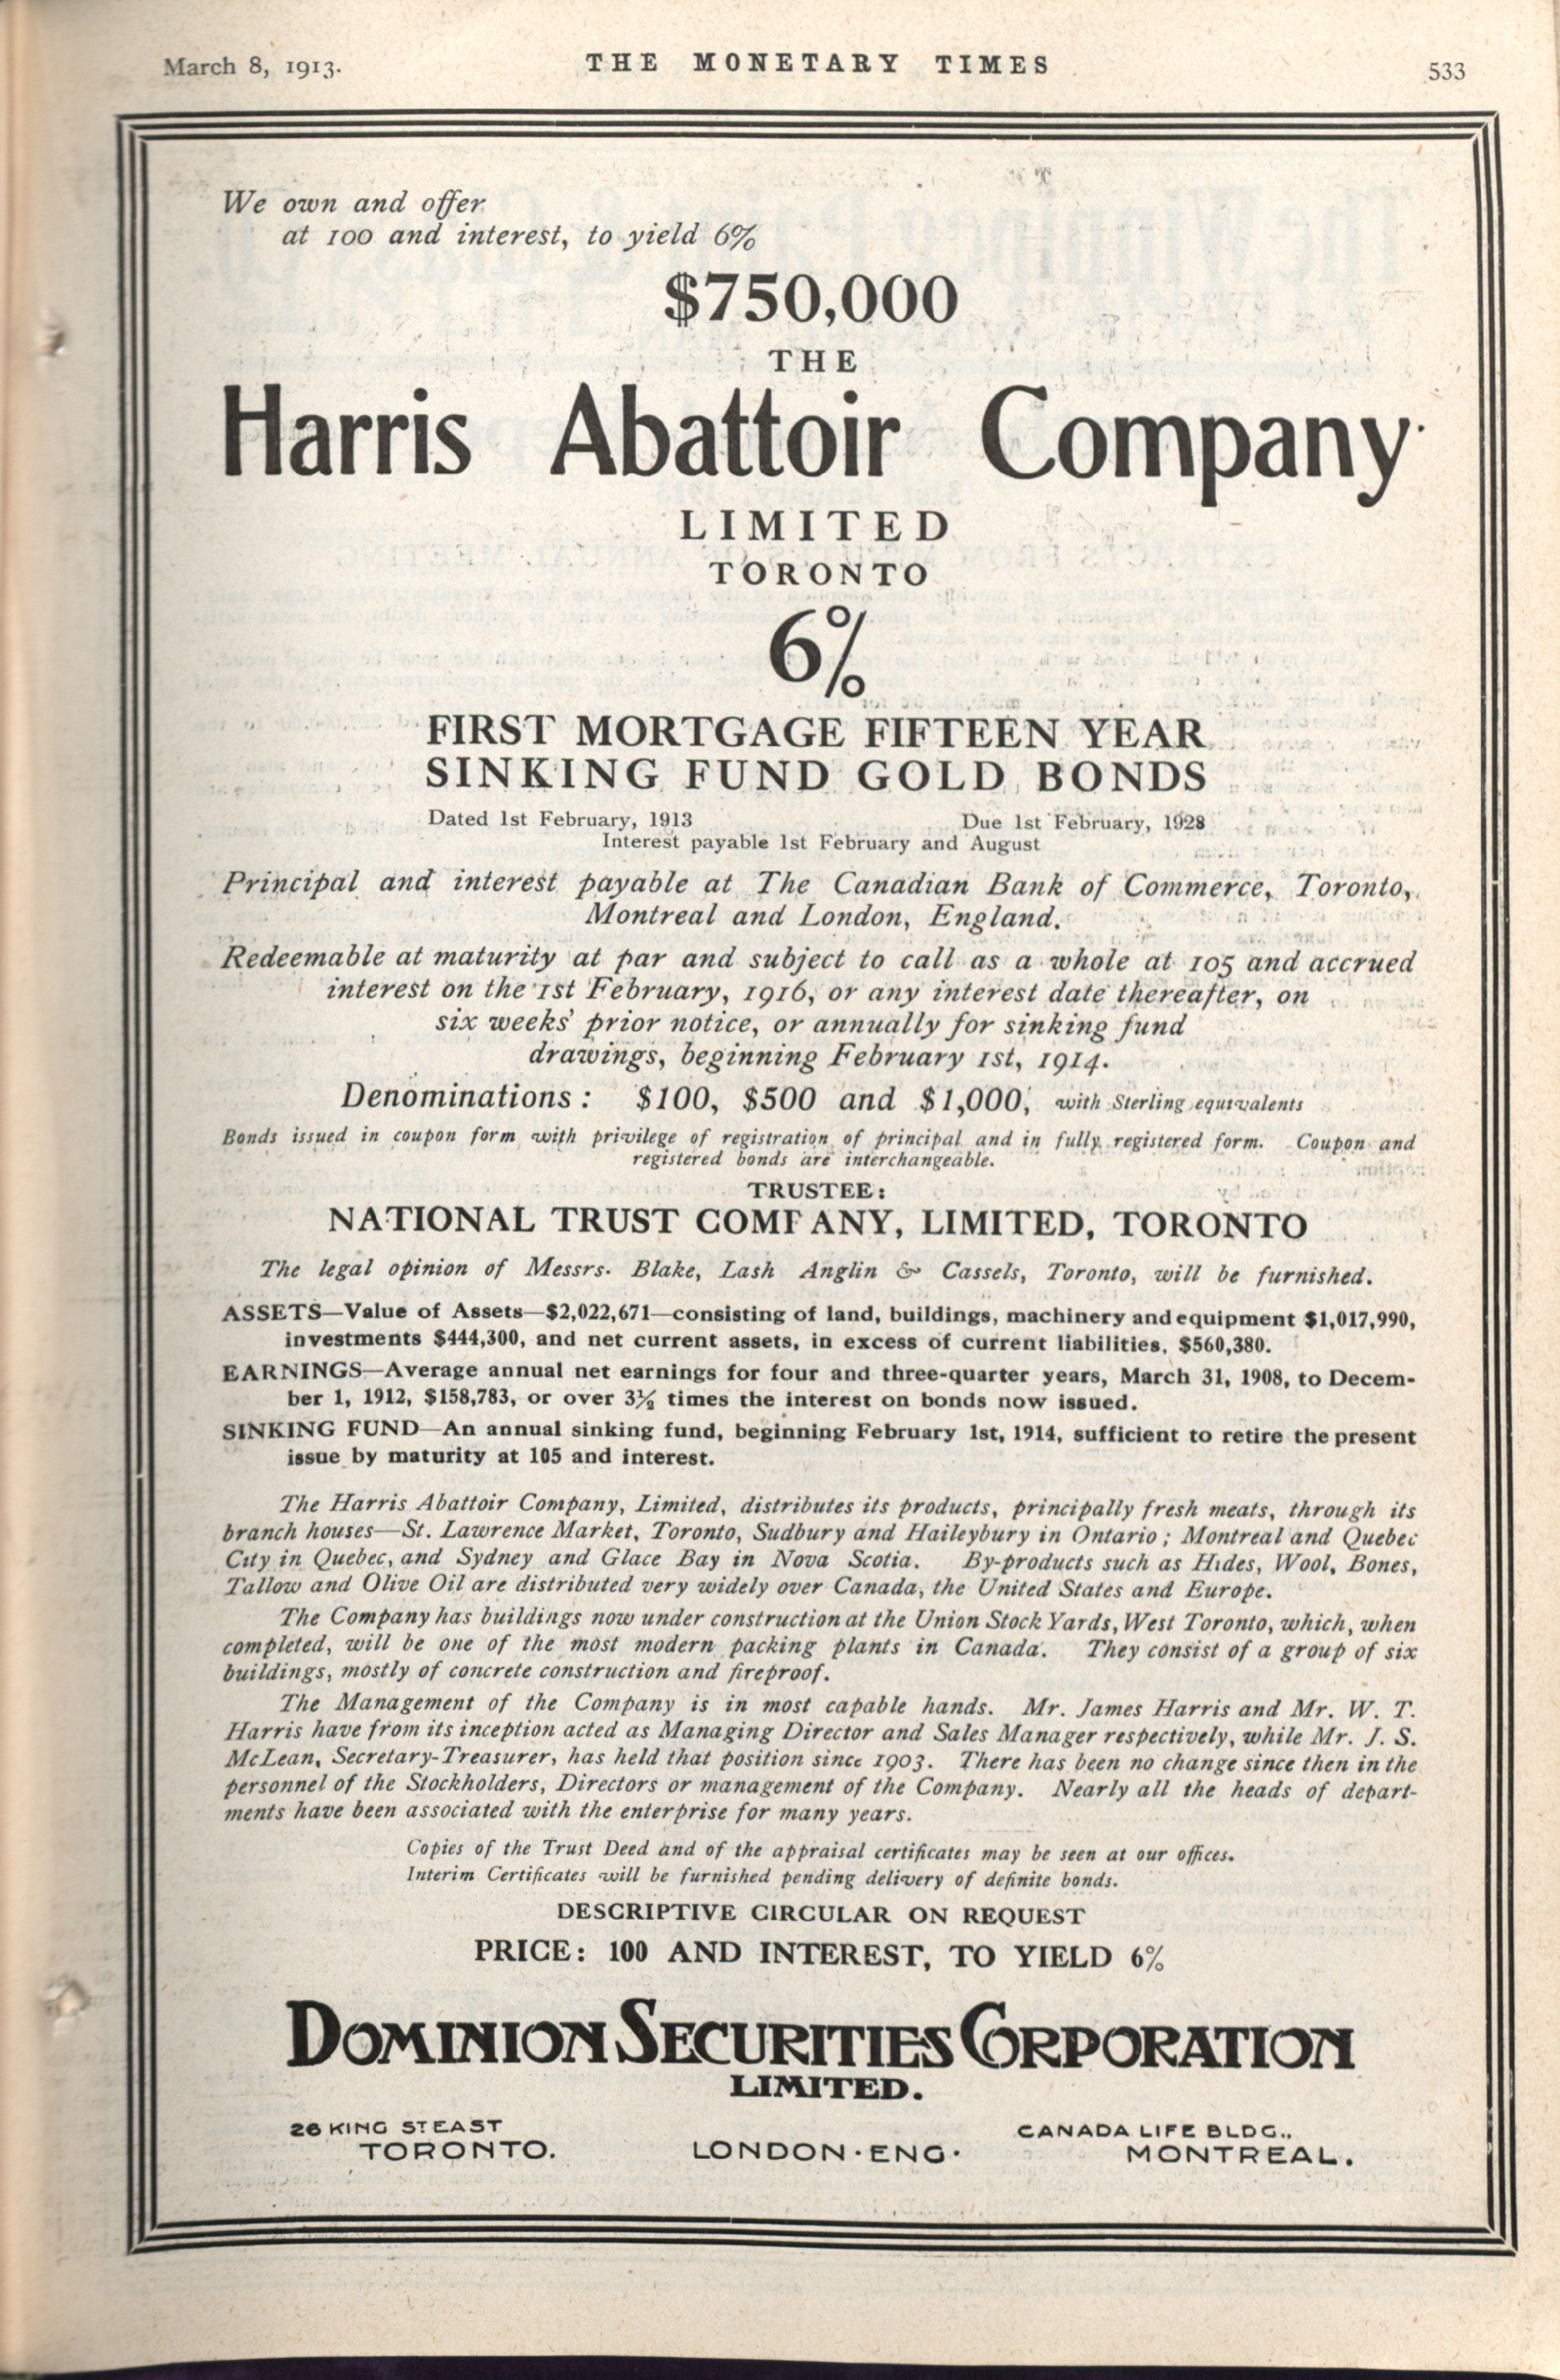 March 8, 1913.
THE MONETARY TIMES
533
We own and offer
at 100 and interest, to yield 6%
$750,000
THE
Harris Abattoir Company
LIMITED
TORONTO
6%
FIRST MORTGAGE FIFTEEN YEAR
SINKING FUND GOLD BONDS
Dated 1st February, 1913 Due 1st February, 1928
Interest payable 1st February and August
Principal and interest payable at The Canadian Bank of Commerce, Toronto,
Montreal and London, England.
Redeemable at maturity at par and subject to call as a whole at 105 and accrued
interest on the 1st February, 1916, or any interest date thereafter, on
six weeks' prior notice, or annually for sinking fund
drawings, beginning February 1st, 1914.
Denominations: $100, $500 and $1,000, with Sterling equivalents
Bonds issued in coupon form with privilege of registration of principal and in fully registered form. Coupon and
registered bonds are interchangeable.
TRUSTEE:
NATIONAL TRUST COMPANY, LIMITED, TORONTO
The legal opinion of Messrs. Blake, Lash Anglin & Cassels, Toronto, will be furnished.
ASSETS—Value of Assets—$2,022,671—consisting of land, buildings, machinery and equipment $1,017,990,
investments $444,300, and net current assets, in excess of current liabilities, $560,380.
EARNINGS—Average annual net earnings for four and three-quarter years, March 31, 1908, to Decem-
ber 1, 1912, $158,783, or over 3½ times the interest on bonds now issued.
SINKING FUND—An annual sinking fund, beginning February 1st, 1914, sufficient to retire the present
issue by maturity at 105 and interest.
The Harris Abattoir Company, Limited, distributes its products, principally fresh meats, through its
branch houses—St. Lawrence Market, Toronto, Sudbury and Haileybury in Ontario; Montreal and Quebec
City in Quebec, and Sydney and Glace Bay in Nova Scotia. By-products such as Hides, Wool, Bones,
Tallow and Olive Oil are distributed very widely over Canada, the United States and Europe.
The Company has buildings now under construction at the Union Stock Yards, West Toronto, which, when
completed, will be one of the most modern packing plants in Canada. They consist of a group of six
buildings, mostly of concrete construction and fireproof.
The Management of the Company is in most capable hands. Mr. James Harris and Mr. W. T.
Harris have from its inception acted as Managing Director and Sales Manager respectively, while Mr. J. S.
McLean, Secretary-Treasurer, has held that position since 1903. There has been no change since then in the
personnel of the Stockholders, Directors or management of the Company. Nearly all the heads of depart-
ments have been associated with the enterprise for many years.
Copies of the Trust Deed and of the appraisal certificates may be seen at our offices.
Interim Certificates will be furnished pending delivery of definite bonds.
DESCRIPTIVE CIRCULAR ON REQUEST
PRICE: 100 AND INTEREST, TO YIELD 6%
DOMINION SECURITIES CORPORATION
LIMITED.
26 KING ST EAST
TORONTO.
LONDON·ENG·
CANADA LIFE BLDG..
MONTREAL.